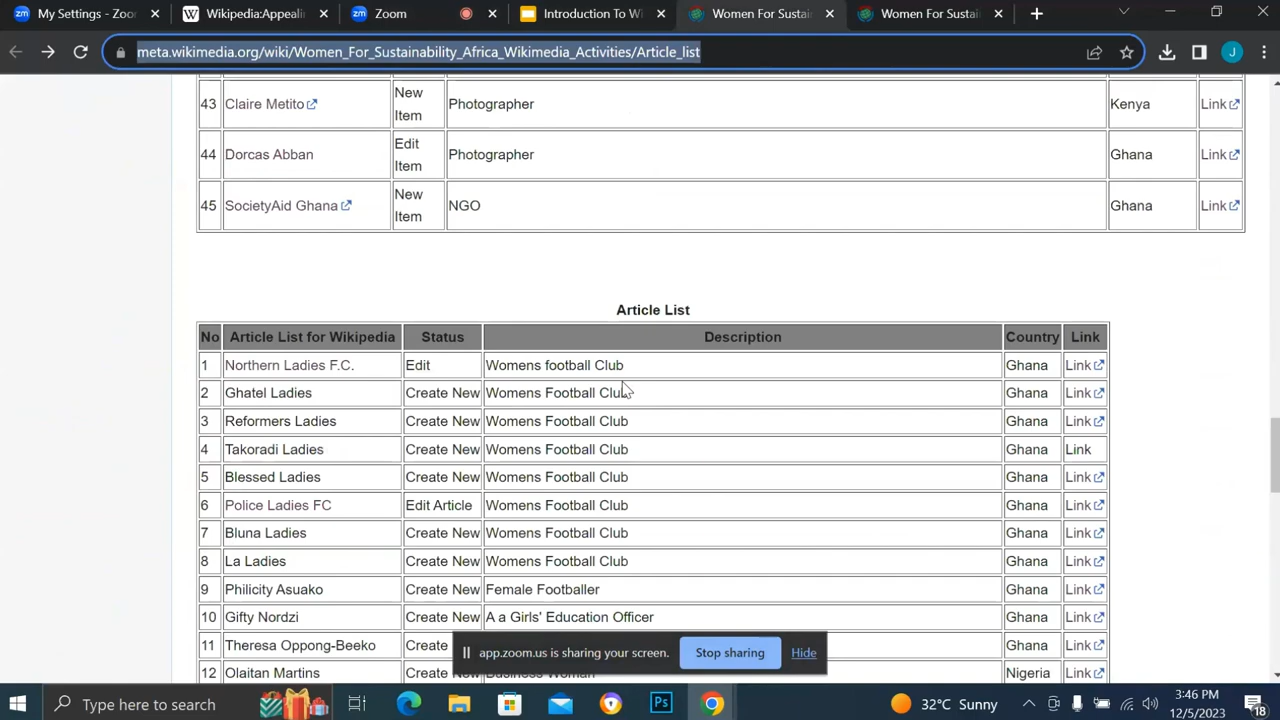 My Settings - Zoo
Wikipedia:Appealin
Zoom
Introduction To Wi
Women For Sustai
Women For Sustai
meta.wikimedia.org/wiki/Women_For_Sustainability_Africa_Wikimedia_Activities/Article_list
J
43 Claire Metito New Item Photographer Kenya Link
44 Dorcas Abban Edit Item Photographer Ghana Link
45 SocietyAid Ghana New Item NGO Ghana Link
Article List
No Article List for Wikipedia Status Description Country Link
1 Northern Ladies F.C. Edit Womens football Club Ghana Link
2 Ghatel Ladies Create New Womens Football Club Ghana Link
3 Reformers Ladies Create New Womens Football Club Ghana Link
4 Takoradi Ladies Create New Womens Football Club Ghana Link
5 Blessed Ladies Create New Womens Football Club Ghana Link
6 Police Ladies FC Edit Article Womens Football Club Ghana Link
7 Bluna Ladies Create New Womens Football Club Ghana Link
8 La Ladies Create New Womens Football Club Ghana Link
9 Philicity Asuako Create New Female Footballer Ghana Link
10 Gifty Nordzi Create New A a Girls' Education Officer Ghana Link
11 Theresa Oppong-Beeko Create Ghana Link
app.zoom.us is sharing your screen. Stop sharing Hide
12 Olaitan Martins Create Business Woman Nigeria Link
Type here to search
Ps
32°C Sunny
3:46 PM
12/5/2023
18